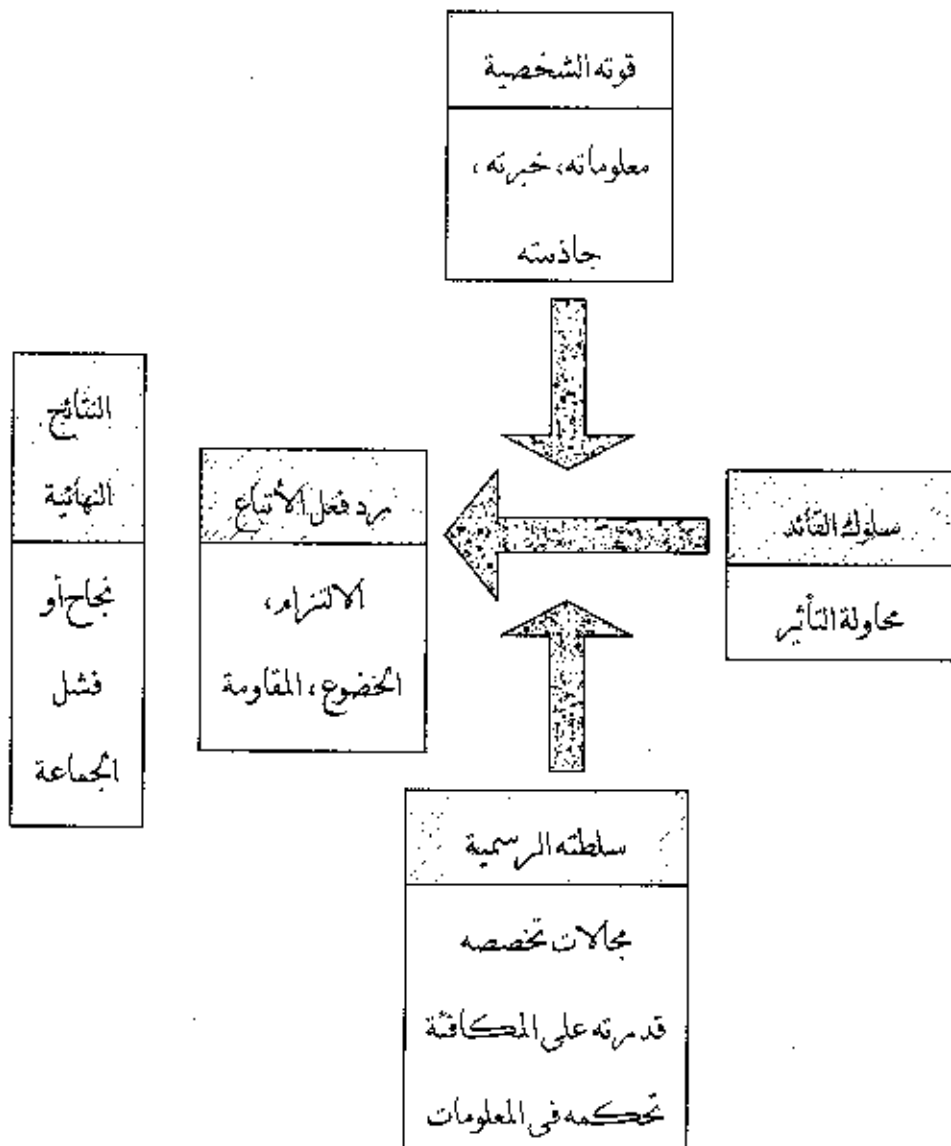 قوته الشخصية
معلوماته، خبرته،
جاذبيته
سلوك القائد
محاولة التأثير
رد فعل الأتباع
الالتزام،
الخضوع، المقاومة
النتائج
النهائية
نجاح أو
فشل
الجماعة
سلطته الرسمية
مجالات تخصصه
قدرته على المكافئة
تحكمه في المعلومات